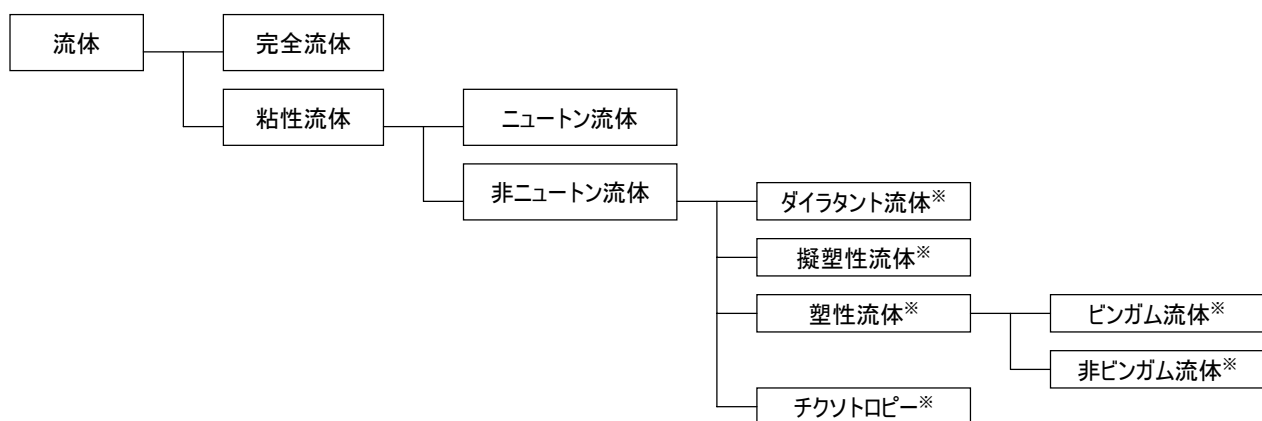 流体
完全流体
粘性流体
ニュートン流体
非ニュートン流体
ダイラタント流体※
擬塑性流体※
塑性流体※
ビンガム流体※
非ビンガム流体※
チクソトロピー※